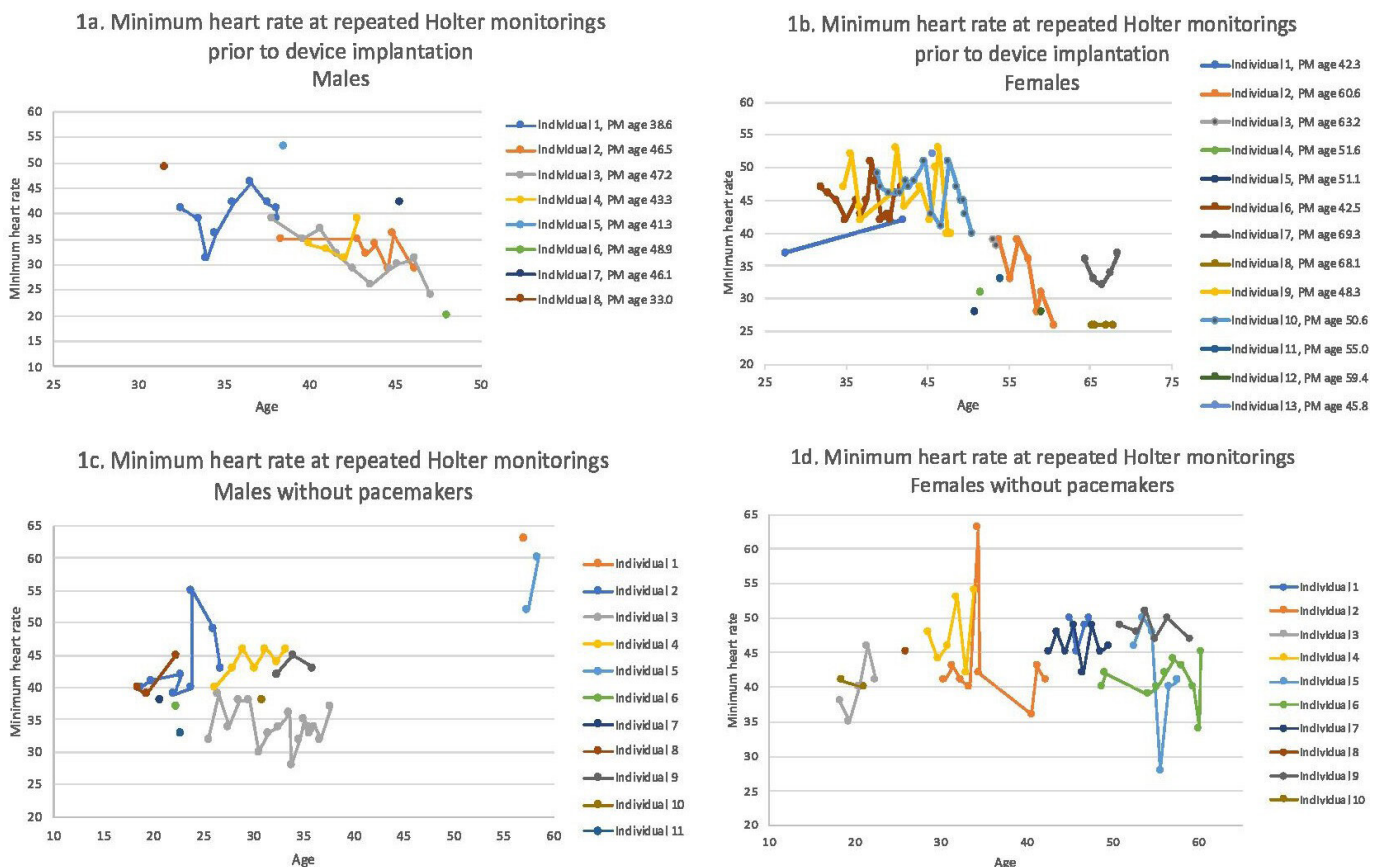 1a. Minimum heart rate at repeated Holter monitorings
prior to device implantation
Males
Minimum heart rate
60
55
50
45
40
35
30
25
20
15
10
25
30
35
40
45
50
Age
Individual 1, PM age 38.6
Individual 2, PM age 46.5
Individual 3, PM age 47.2
Individual 4, PM age 43.3
Individual 5, PM age 41.3
Individual 6, PM age 48.9
Individual 7, PM age 46.1
Individual 8, PM age 33.0
1b. Minimum heart rate at repeated Holter monitorings
prior to device implantation
Females
Minimum heart rate
60
55
50
45
40
35
30
25
20
25
35
45
55
65
75
Age
Individual 1, PM age 42.3
Individual 2, PM age 60.6
Individual 3, PM age 63.2
Individual 4, PM age 51.6
Individual 5, PM age 51.1
Individual 6, PM age 42.5
Individual 7, PM age 69.3
Individual 8, PM age 68.1
Individual 9, PM age 48.3
Individual 10, PM age 50.6
Individual 11, PM age 55.0
Individual 12, PM age 59.4
Individual 13, PM age 45.8
1c. Minimum heart rate at repeated Holter monitorings
Males without pacemakers
Minimum heart rate
65
60
55
50
45
40
35
30
25
20
10
15
20
25
30
35
40
45
50
55
60
Age
Individual 1
Individual 2
Individual 3
Individual 4
Individual 5
Individual 6
Individual 7
Individual 8
Individual 9
Individual 10
Individual 11
1d. Minimum heart rate at repeated Holter monitorings
Females without pacemakers
Minimum heart rate
65
60
55
50
45
40
35
30
25
20
10
20
30
40
50
60
Age
Individual 1
Individual 2
Individual 3
Individual 4
Individual 5
Individual 6
Individual 7
Individual 8
Individual 9
Individual 10